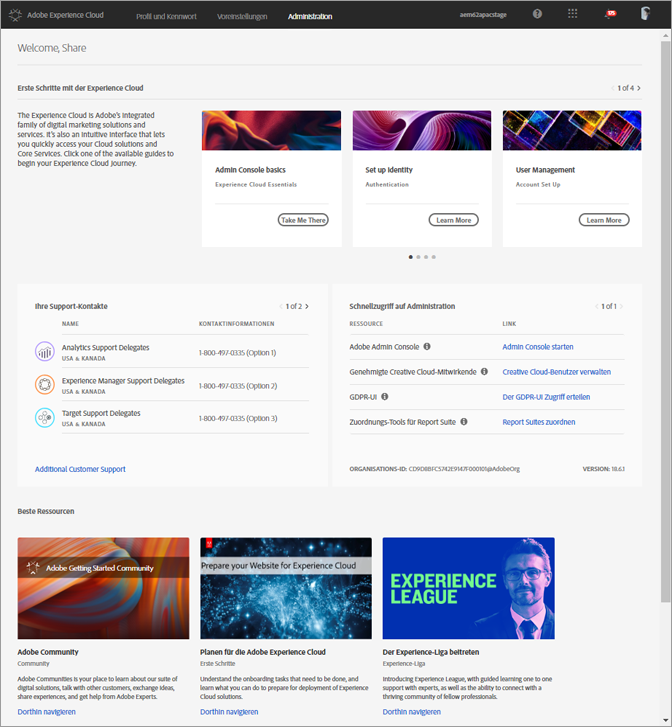 Adobe Experience Cloud
Profil und Kennwort
Voreinstellungen
Administration
aem62apacstage
175
Welcome, Share
Erste Schritte mit der Experience Cloud
1 of 4
The Experience Cloud is Adobe's integrated
family of digital marketing solutions and
services. It's also an intuitive interface that lets
you quickly access your Cloud solutions and
Core Services. Click one of the available guides to
begin your Experience Cloud Journey.
Admin Console basics
Experience Cloud Essentials
Take Me There
Set up Identity
Authentication
Learn More
User Management
Account Set Up
Learn More
Ihre Support-Kontakte
1 of 2
NAME
KONTAKTINFORMATIONEN
Analytics Support Delegates
USA & KANADA
1-800-497-0335 (Option 1)
Experience Manager Support Delegates
USA & KANADA
1-800-497-0335 (Option 2)
Target Support Delegates
USA & KANADA
1-800-497-0335 (Option 3)
Additional Customer Support
Schnellzugriff auf Administration
1 of 1
RESSOURCE
LINK
Adobe Admin Console
Admin Console starten
Genehmigte Creative Cloud-Mitwirkende
Creative Cloud-Benutzer verwalten
GDPR-UI
Der GDPR-UI Zugriff erteilen
Zuordnungs-Tools für Report Suite
Report Suites zuordnen
ORGANISATIONS-ID: CD9D8BFC5742E9147F000101@AdobeOrg
VERSION: 18.6.1
Beste Ressourcen
Adobe Getting Started Community
Adobe Community
Community
Adobe Communities is your place to learn about our suite of
digital solutions, talk with other customers, exchange ideas,
share experiences, and get help from Adobe Experts.
Dorthin navigieren
Prepare your Website for Experience Cloud
Planen für die Adobe Experience Cloud
Erste Schritte
Understand the onboarding tasks that need to be done, and
learn what you can do to prepare for deployment of Experience
Cloud solutions.
Dorthin navigieren
EXPERIENCE
LEAGUE
Der Experience-Liga beitreten
Experience-Liga
Introducing Experience League, with guided learning one to one
support with experts, as well as the ability to connect with a
thriving community of fellow professionals.
Dorthin navigieren